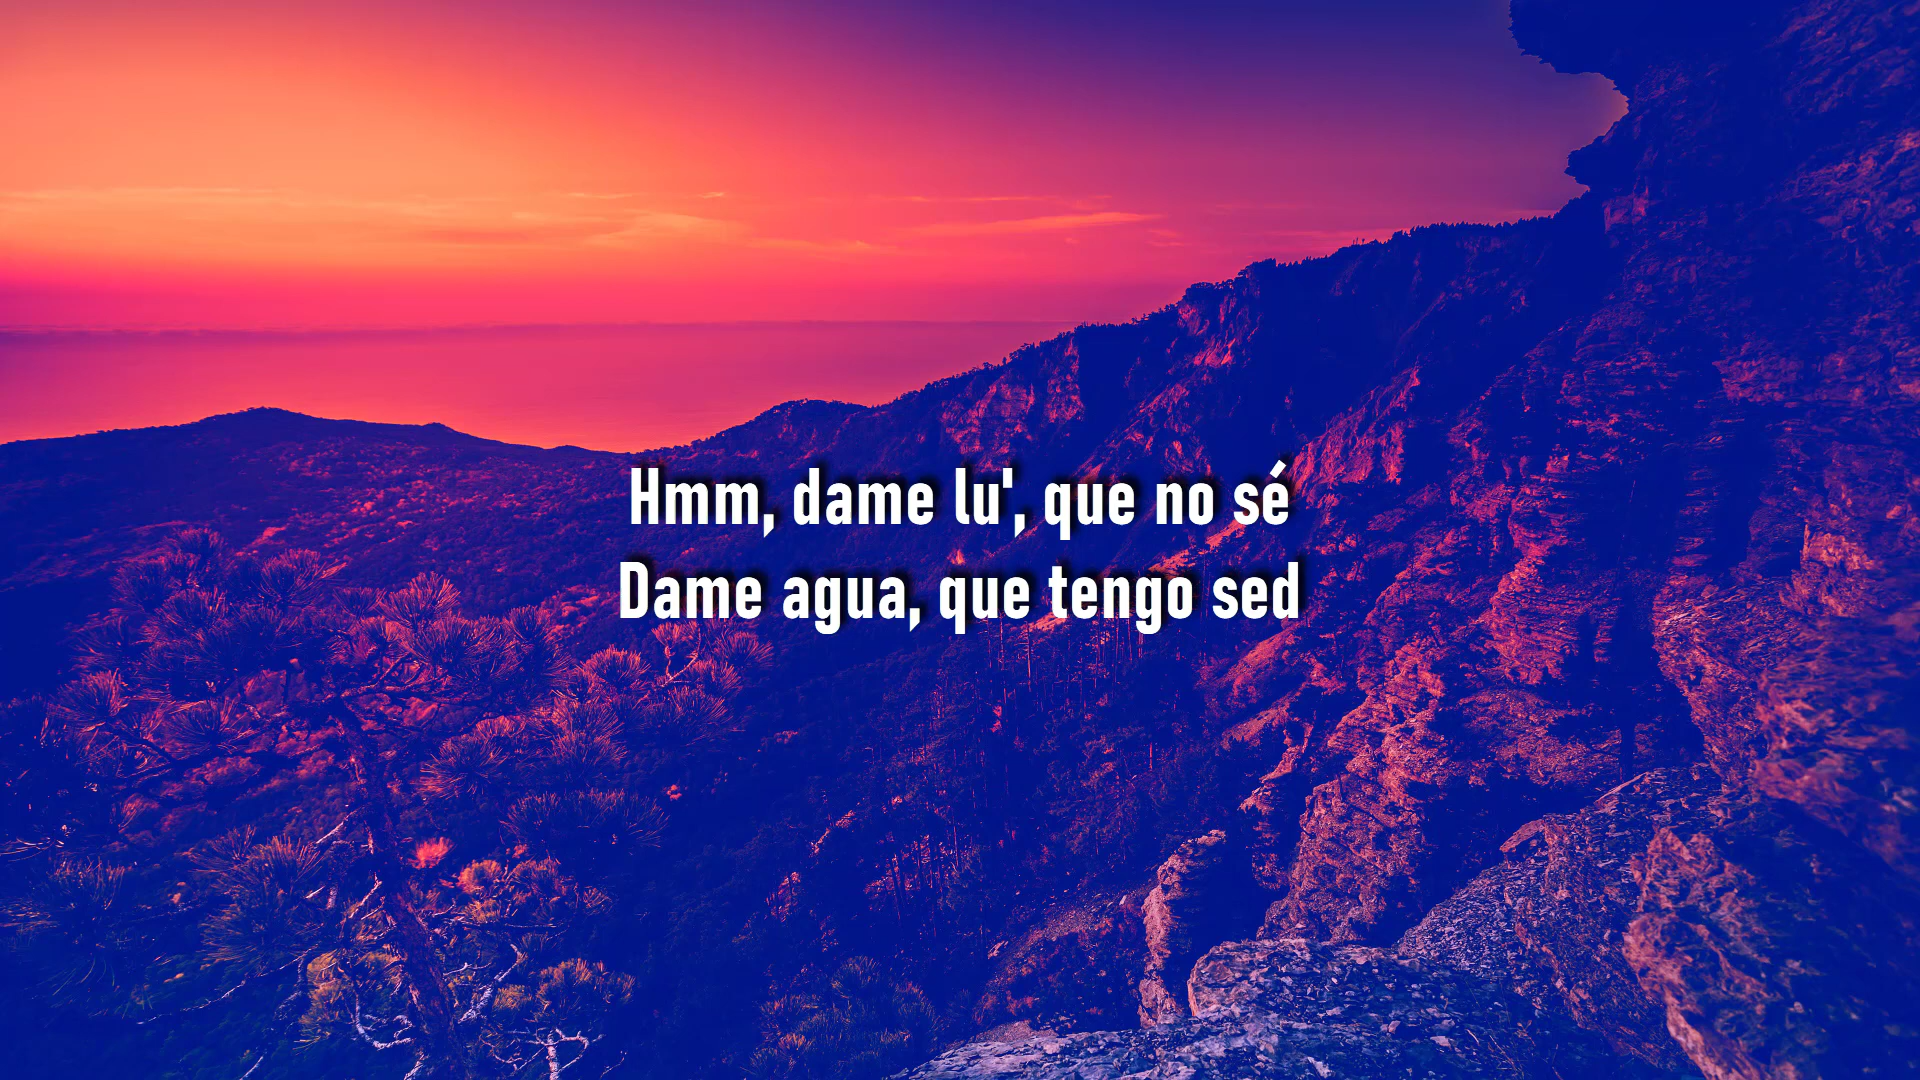 Hmm, dame lu', que no sé
Dame agua, que tengo sed